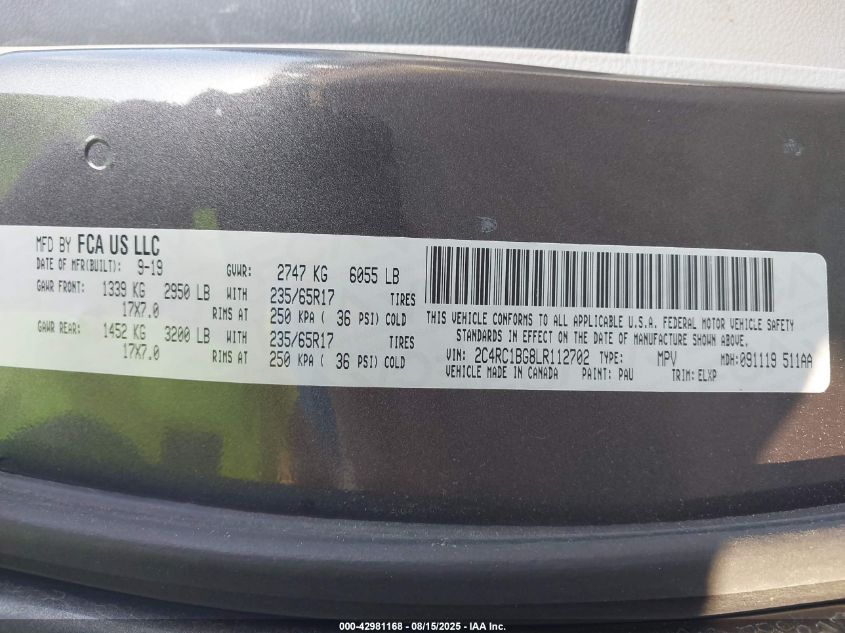 MFD BY FCA US LLC
DATE OF MFR(BUILT): 9-19 GVWR: 2747 KG 6055 LB
GAWR FRONT: 1339 KG 2950 LB WITH 235/65R17 TIRES
17X7.0 RIMS AT 250 KPA ( 36 PSI) COLD
GAWR REAR: 1452 KG 3200 LB WITH 235/65R17 TIRES
17X7.0 RIMS AT 250 KPA ( 36 PSI) COLD
THIS VEHICLE CONFORMS TO ALL APPLICABLE U.S.A. FEDERAL MOTOR VEHICLE SAFETY
STANDARDS IN EFFECT ON THE DATE OF MANUFACTURE SHOWN ABOVE.
VIN: 2C4RC1BG8LR112702 TYPE: MPV MDH: 091119 511AA
VEHICLE MADE IN CANADA PAINT: PAU TRIM: ELXP
000-42981168 - 08/15/2025 - IAA Inc.